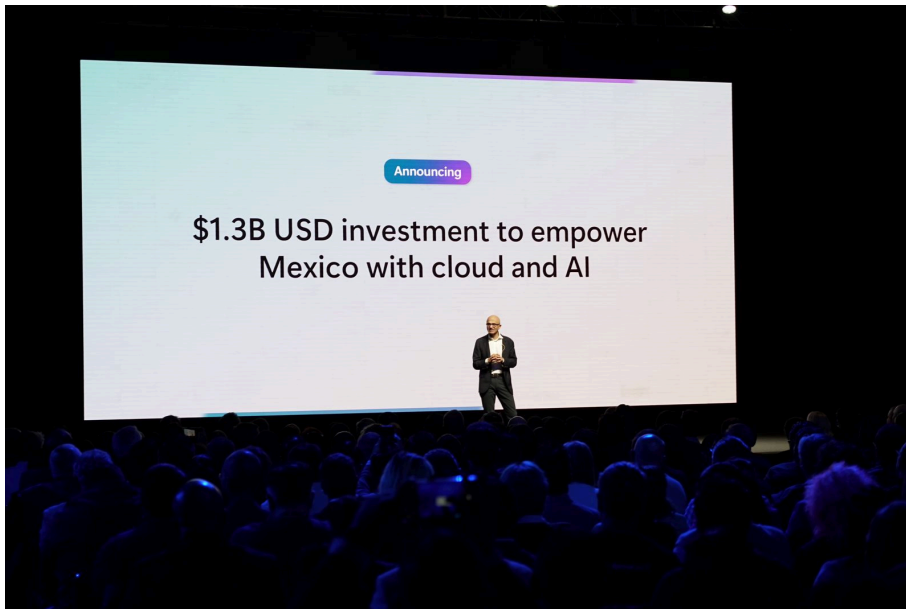 Announcing
$1.3B USD investment to empower
Mexico with cloud and AI